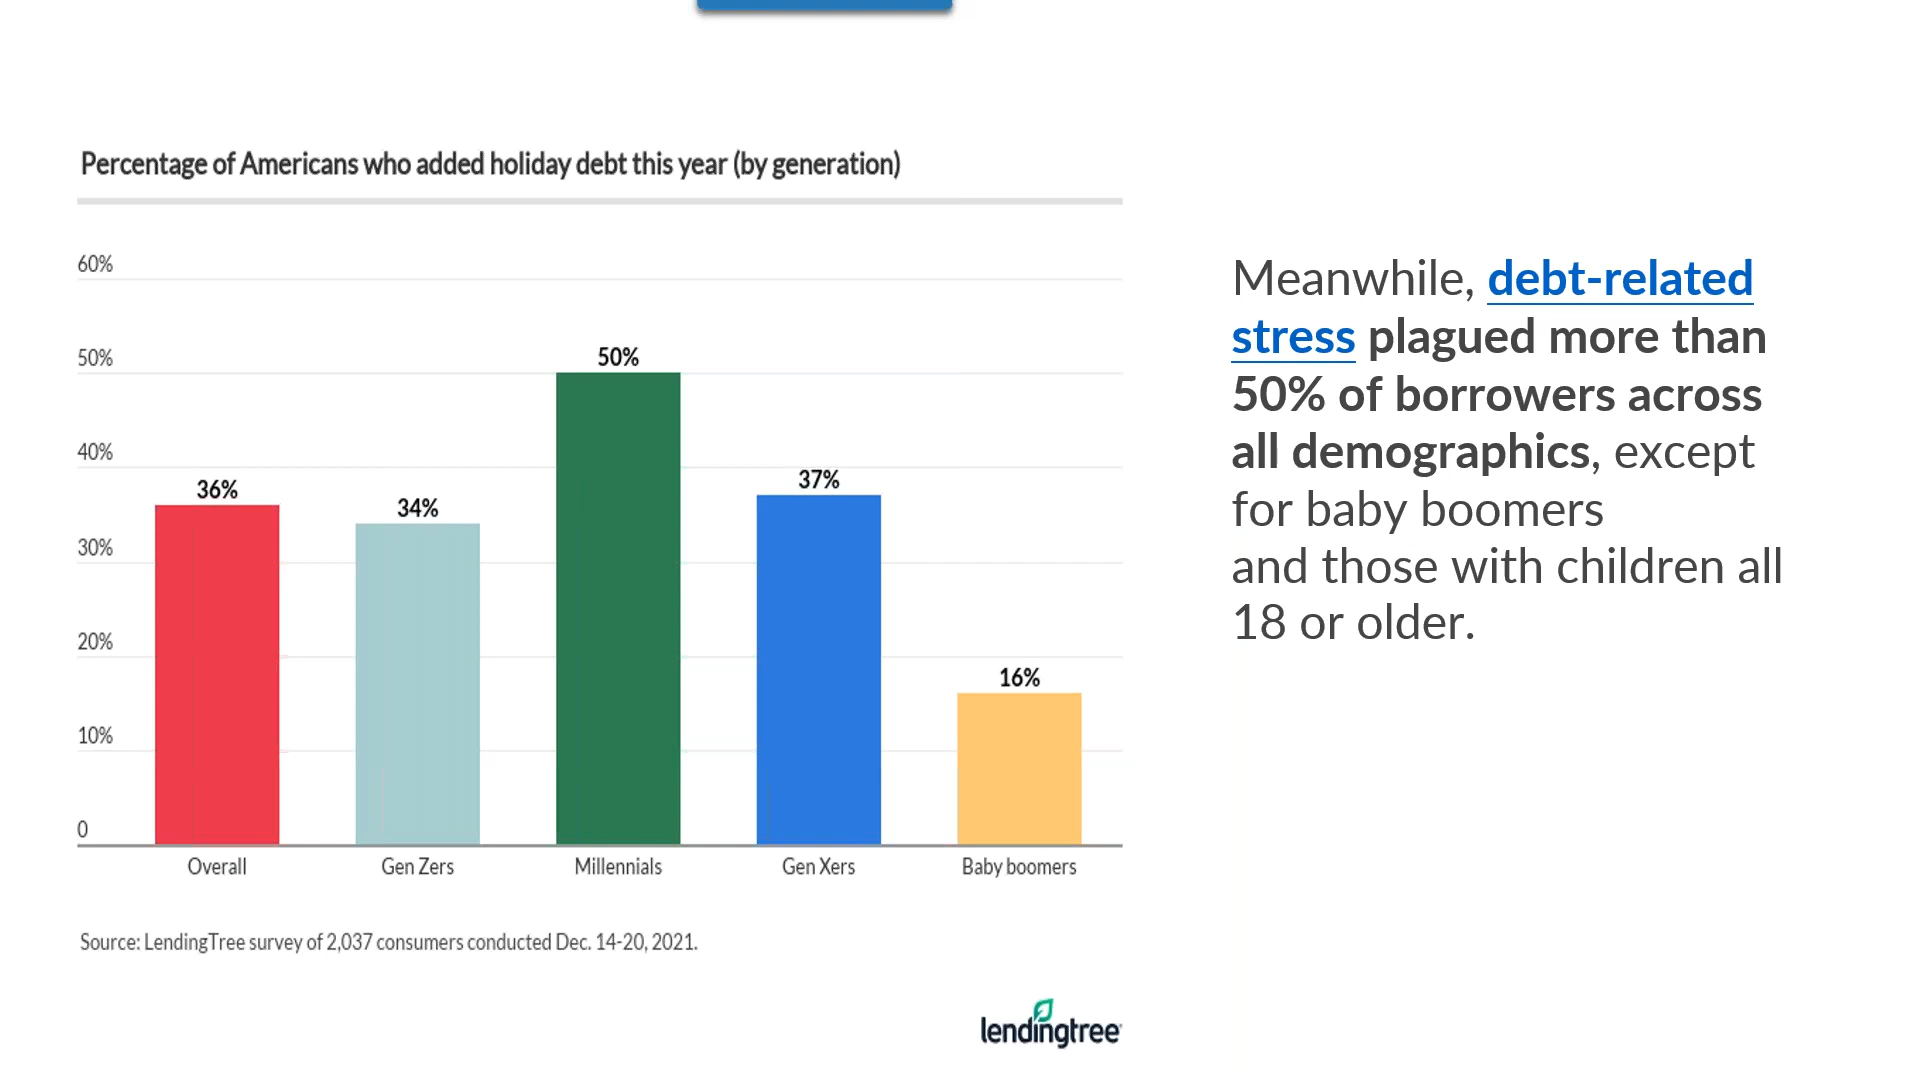 Percentage of Americans who added holiday debt this year (by generation)
60%
50%
40%
30%
20%
10%
0
36%
34%
50%
37%
16%
Overall
Gen Zers
Millennials
Gen Xers
Baby boomers
Source: LendingTree survey of 2,037 consumers conducted Dec. 14-20, 2021.
lendingtree
Meanwhile, debt-related
stress plagued more than
50% of borrowers across
all demographics, except
for baby boomers
and those with children all
18 or older.